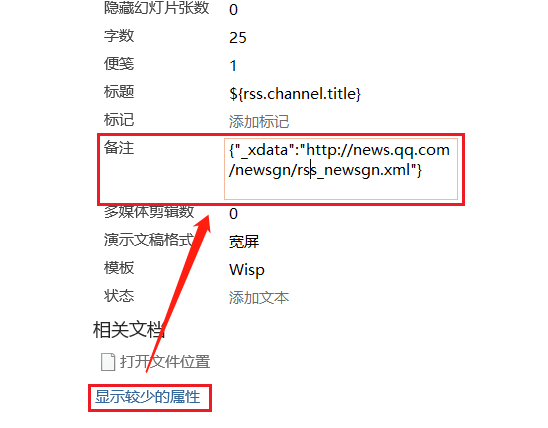 隐藏幻灯片张数 0
字数 25
便笺 1
标题 ${rss.channel.title}
标记 添加标记
备注 {"_xdata":"http://news.qq.com
/newsgn/rss_newsgn.xml"}
多媒体剪辑数 0
演示文稿格式 宽屏
模板 Wisp
状态 添加文本
相关文档
打开文件位置
显示较少的属性